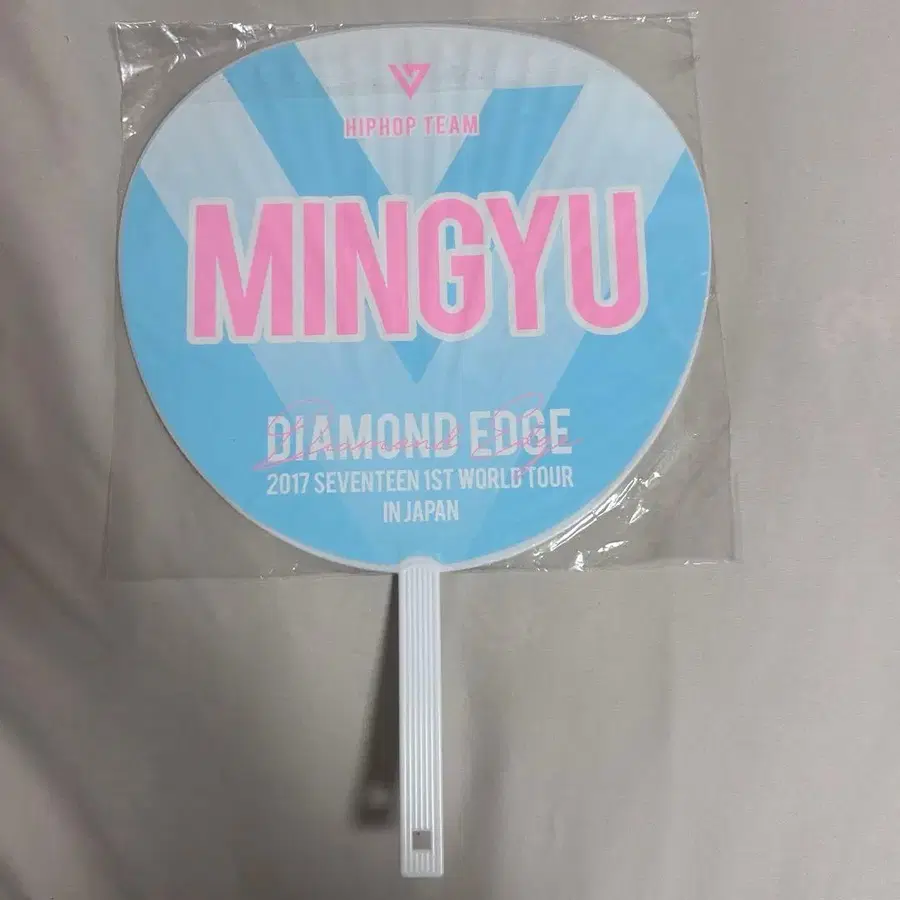 HIPHOP TEAM
MINGYU
DIAMOND EDGE
Diamond Edge
2017 SEVENTEEN 1ST WORLD TOUR
IN JAPAN